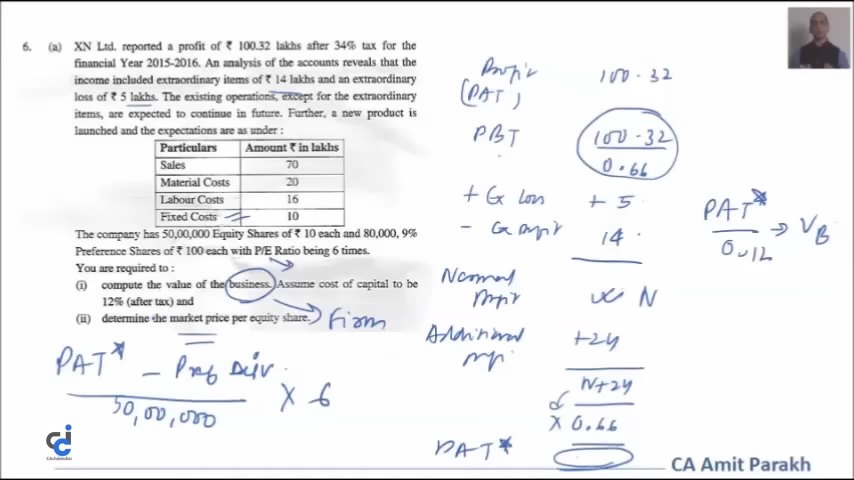 6. (a) XN Ltd. reported a profit of ₹ 100.32 lakhs after 34% tax for the
financial Year 2015-2016. An analysis of the accounts reveals that the
income included extraordinary items of ₹ 14 lakhs and an extraordinary
loss of ₹ 5 lakhs. The existing operations, except for the extraordinary
items, are expected to continue in future. Further, a new product is
launched and the expectations are as under :
Particulars Amount ₹ in lakhs
Sales 70
Material Costs 20
Labour Costs 16
Fixed Costs 10
The company has 50,00,000 Equity Shares of ₹ 10 each and 80,000, 9%
Preference Shares of ₹ 100 each with P/E Ratio being 6 times.
You are required to :
(i) compute the value of the business. Assume cost of capital to be
12% (after tax) and
(ii) determine the market price per equity share.
Firm
PAT* - Pref Div.
50,00,000
× 6
Profit 100.32
(PAT)
PBT 100.32
0.66
+ Ex loss + 5
- Ex Profit 14
Normal N
Profit
Additional +24
N+24
× 0.66
PAT*
PAT*
0.12
→ VB
CA Amit Parakh